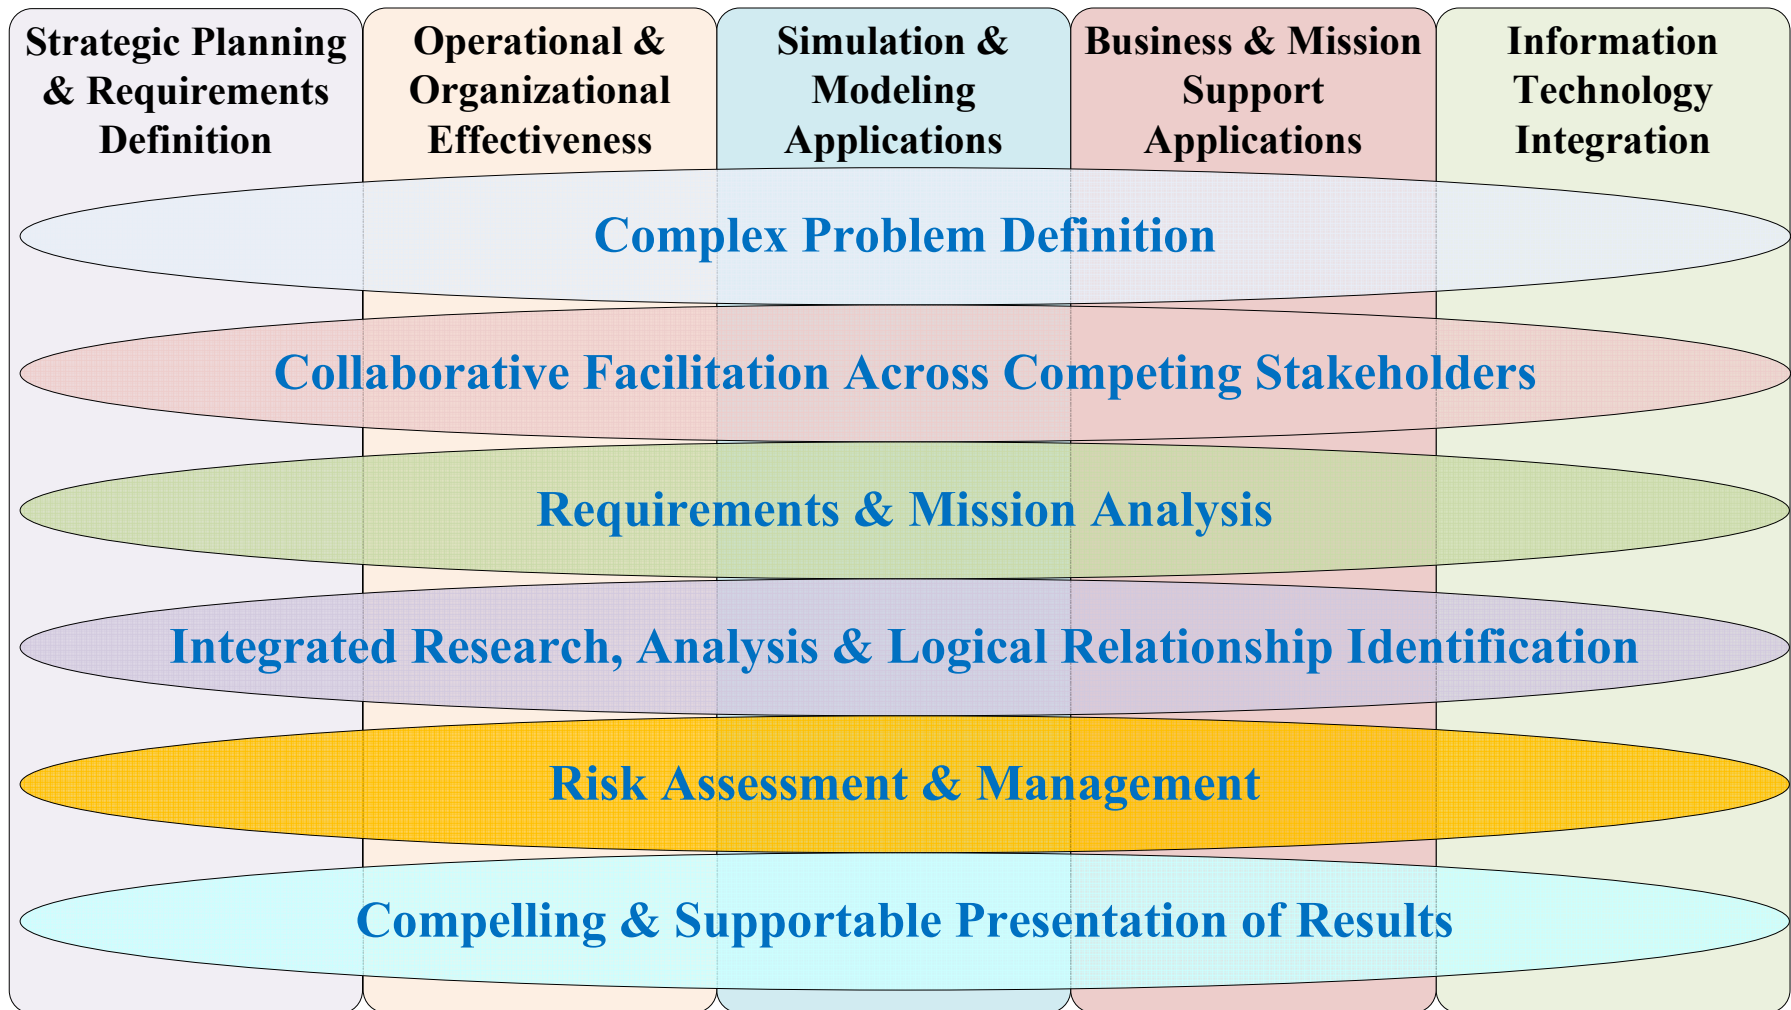 Strategic Planning
& Requirements
Definition
Operational &
Organizational
Effectiveness
Simulation &
Modeling
Applications
Business & Mission
Support
Applications
Information
Technology
Integration
Complex Problem Definition
Collaborative Facilitation Across Competing Stakeholders
Requirements & Mission Analysis
Integrated Research, Analysis & Logical Relationship Identification
Risk Assessment & Management
Compelling & Supportable Presentation of Results